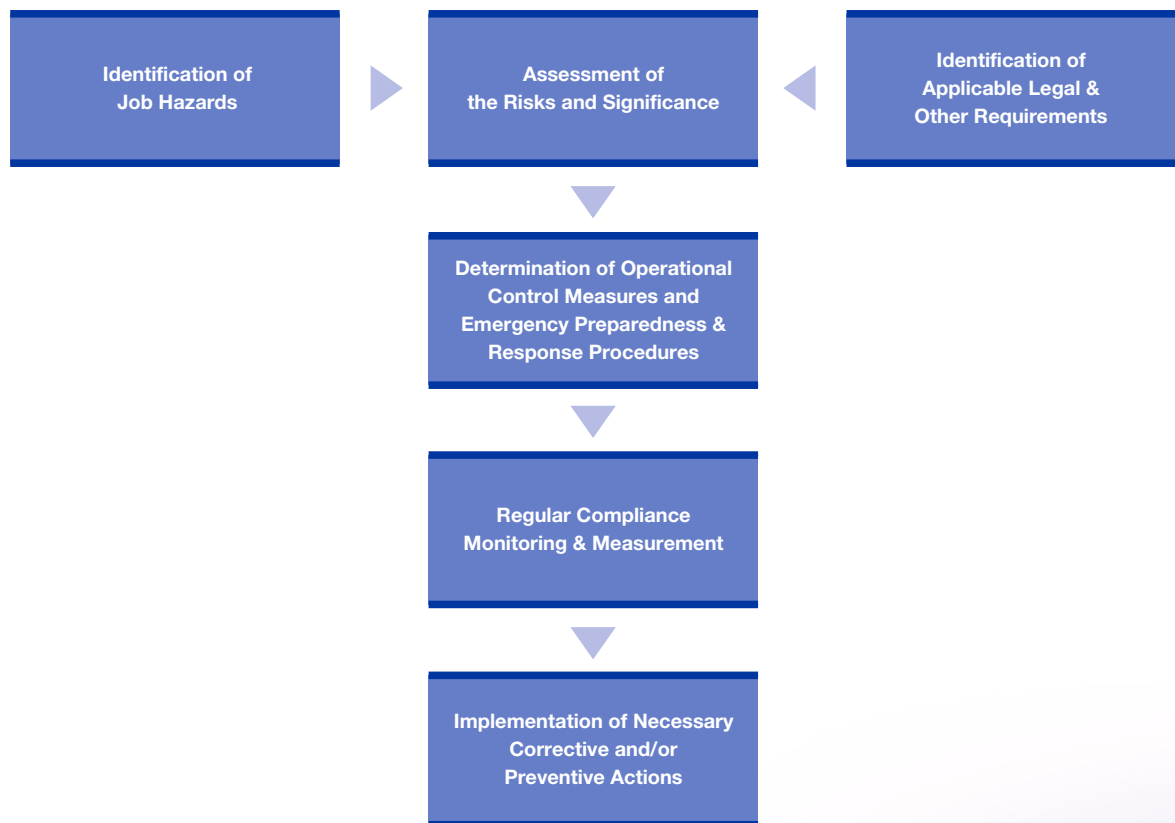 Identification of
Job Hazards
Assessment of
the Risks and Significance
Identification of
Applicable Legal &
Other Requirements
Determination of Operational
Control Measures and
Emergency Preparedness &
Response Procedures
Regular Compliance
Monitoring & Measurement
Implementation of Necessary
Corrective and/or
Preventive Actions